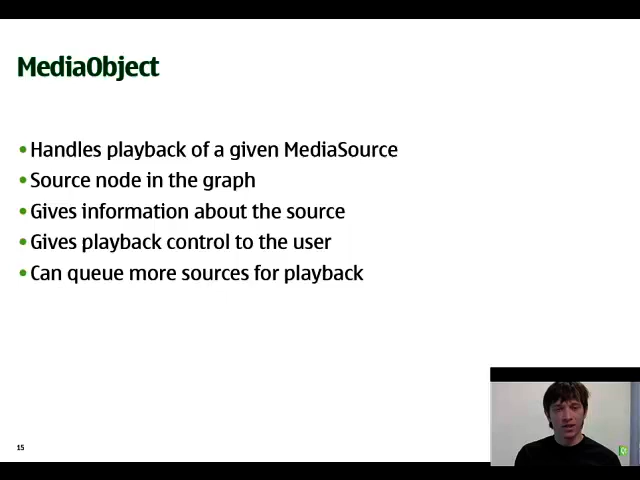 MediaObject
• Handles playback of a given MediaSource
• Source node in the graph
• Gives information about the source
• Gives playback control to the user
• Can queue more sources for playback
15